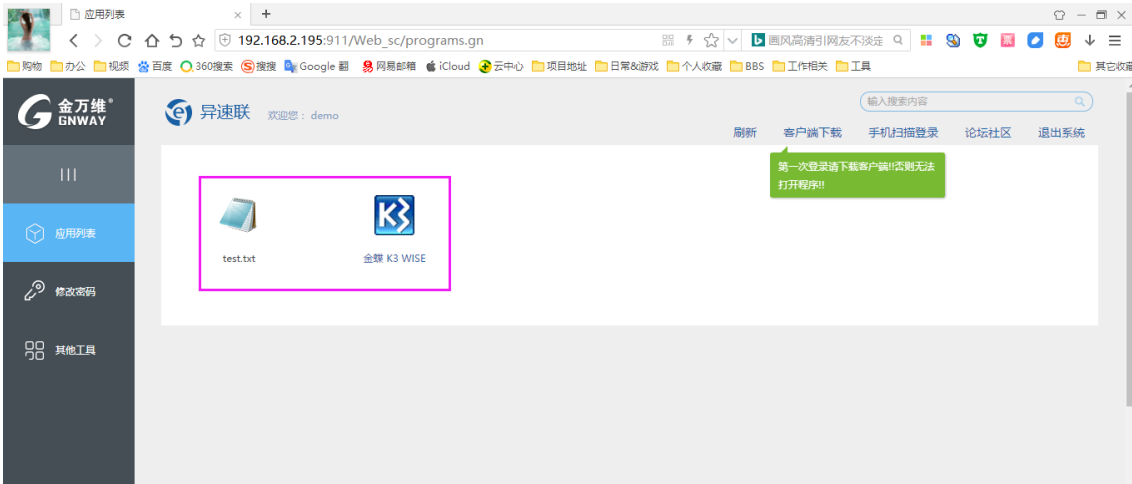 应用列表
192.168.2.195:911/Web_sc/programs.gn
画风高清引网友不淡定
购物 办公 视频 百度 360搜索 搜搜 Google 翻 网易邮箱 iCloud 云中心 项目地址 日常&游戏 个人收藏 BBS 工作相关 工具 其它收藏
金万维®
GNWAY
异速联 欢迎您： demo
输入搜索内容
刷新 客户端下载 手机扫描登录 论坛社区 退出系统
第一次登录请下载客户端!!否则无法
打开程序!!
应用列表
修改密码
其他工具
test.txt
K3
金蝶 K3 WISE